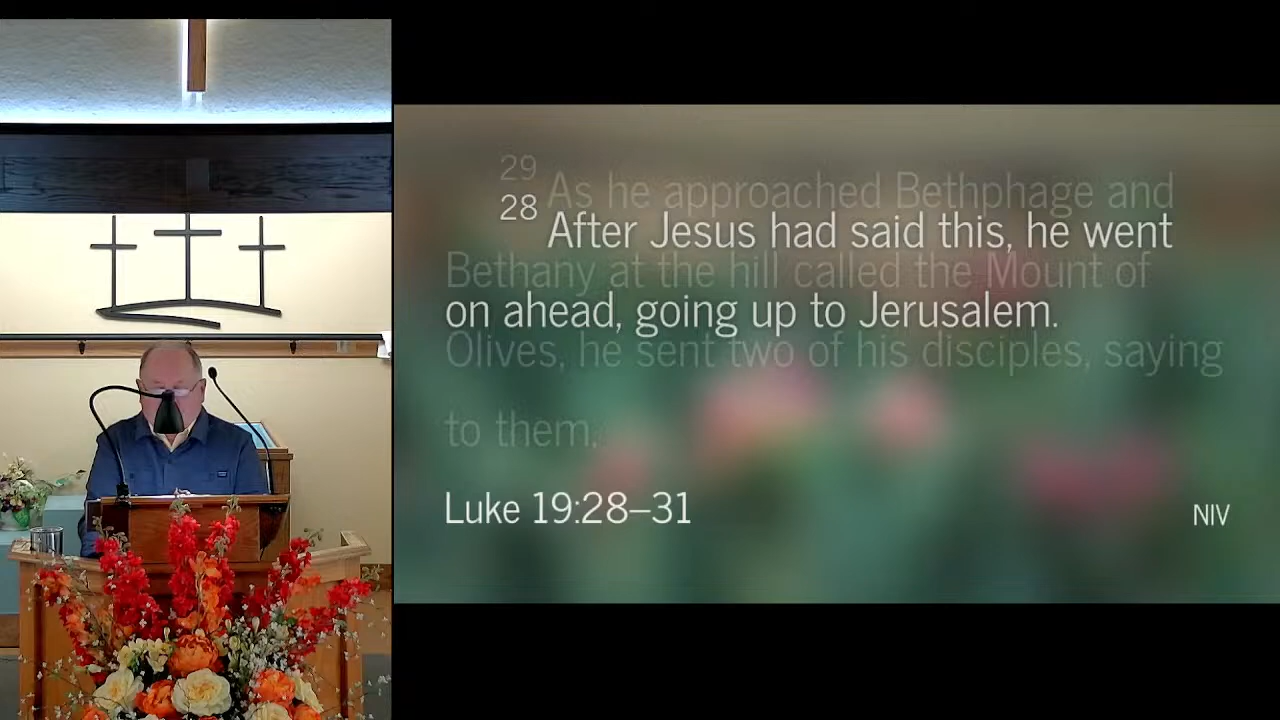 29
As he approached Bethphage and
28
After Jesus had said this, he went
Bethany at the hill called the Mount of
on ahead, going up to Jerusalem.
Olives, he sent two of his disciples, saying
to them,
Luke 19:28–31
NIV